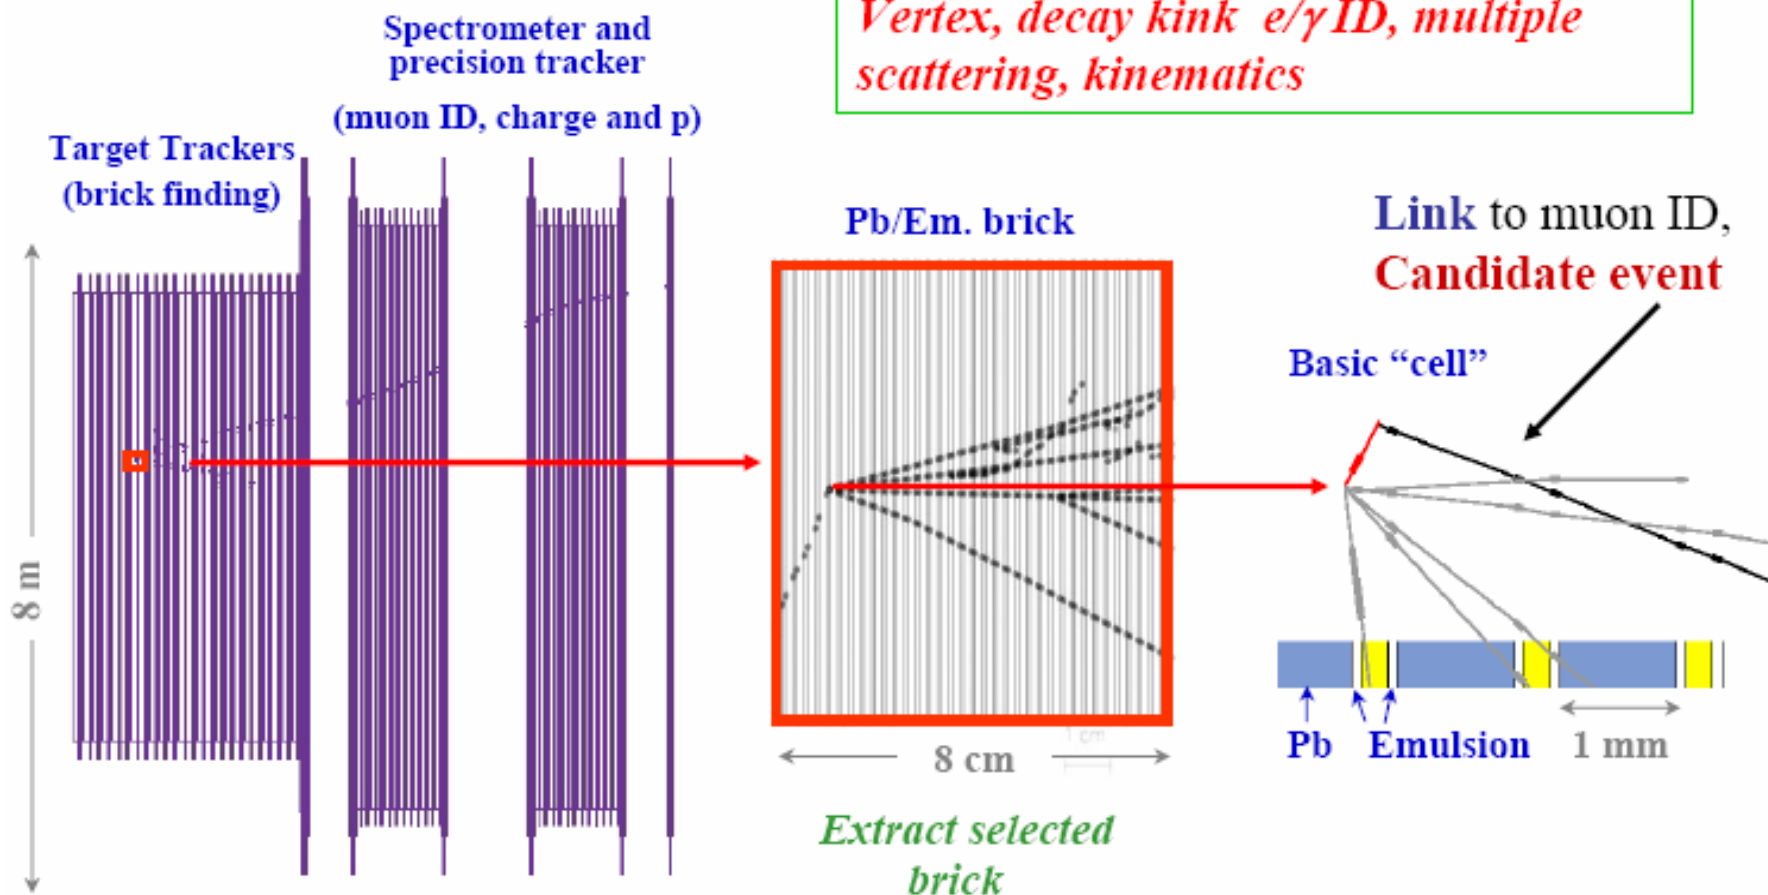 Vertex, decay kink e/γ ID, multiple
scattering, kinematics
Spectrometer and
precision tracker
(muon ID, charge and p)
Target Trackers
(brick finding)
Pb/Em. brick
Link to muon ID,
Candidate event
Basic “cell”
8 m
Pb
Emulsion
1 mm
1 cm
8 cm
Extract selected
brick